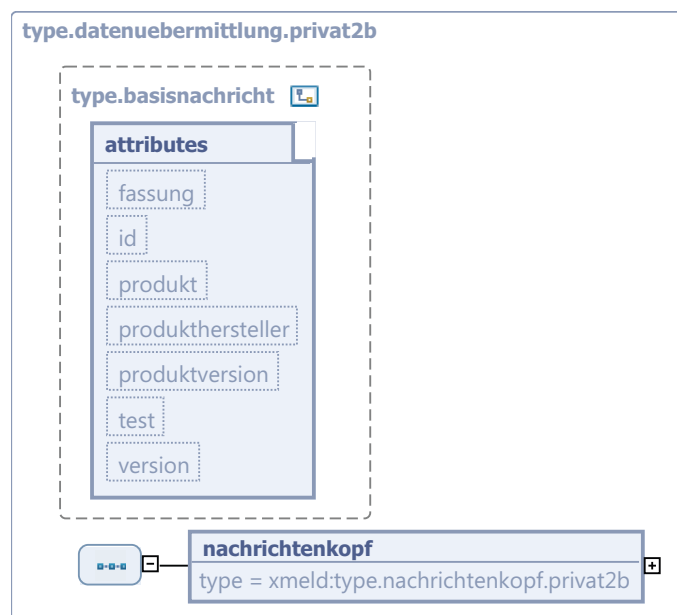 type.datenuebermittlung.privat2b
type.basisnachricht
attributes
fassung
id
produkt
produkthersteller
produktversion
test
version
nachrichtenkopf
type = xmeld:type.nachrichtenkopf.privat2b